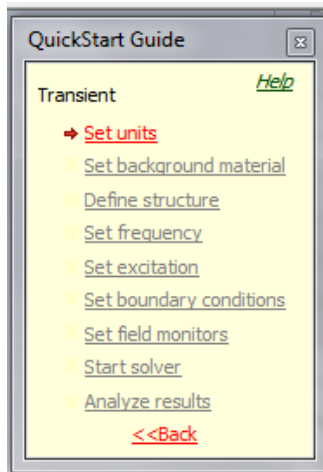 QuickStart Guide
Help
Transient
Set units
Set background material
Define structure
Set frequency
Set excitation
Set boundary conditions
Set field monitors
Start solver
Analyze results
<<Back